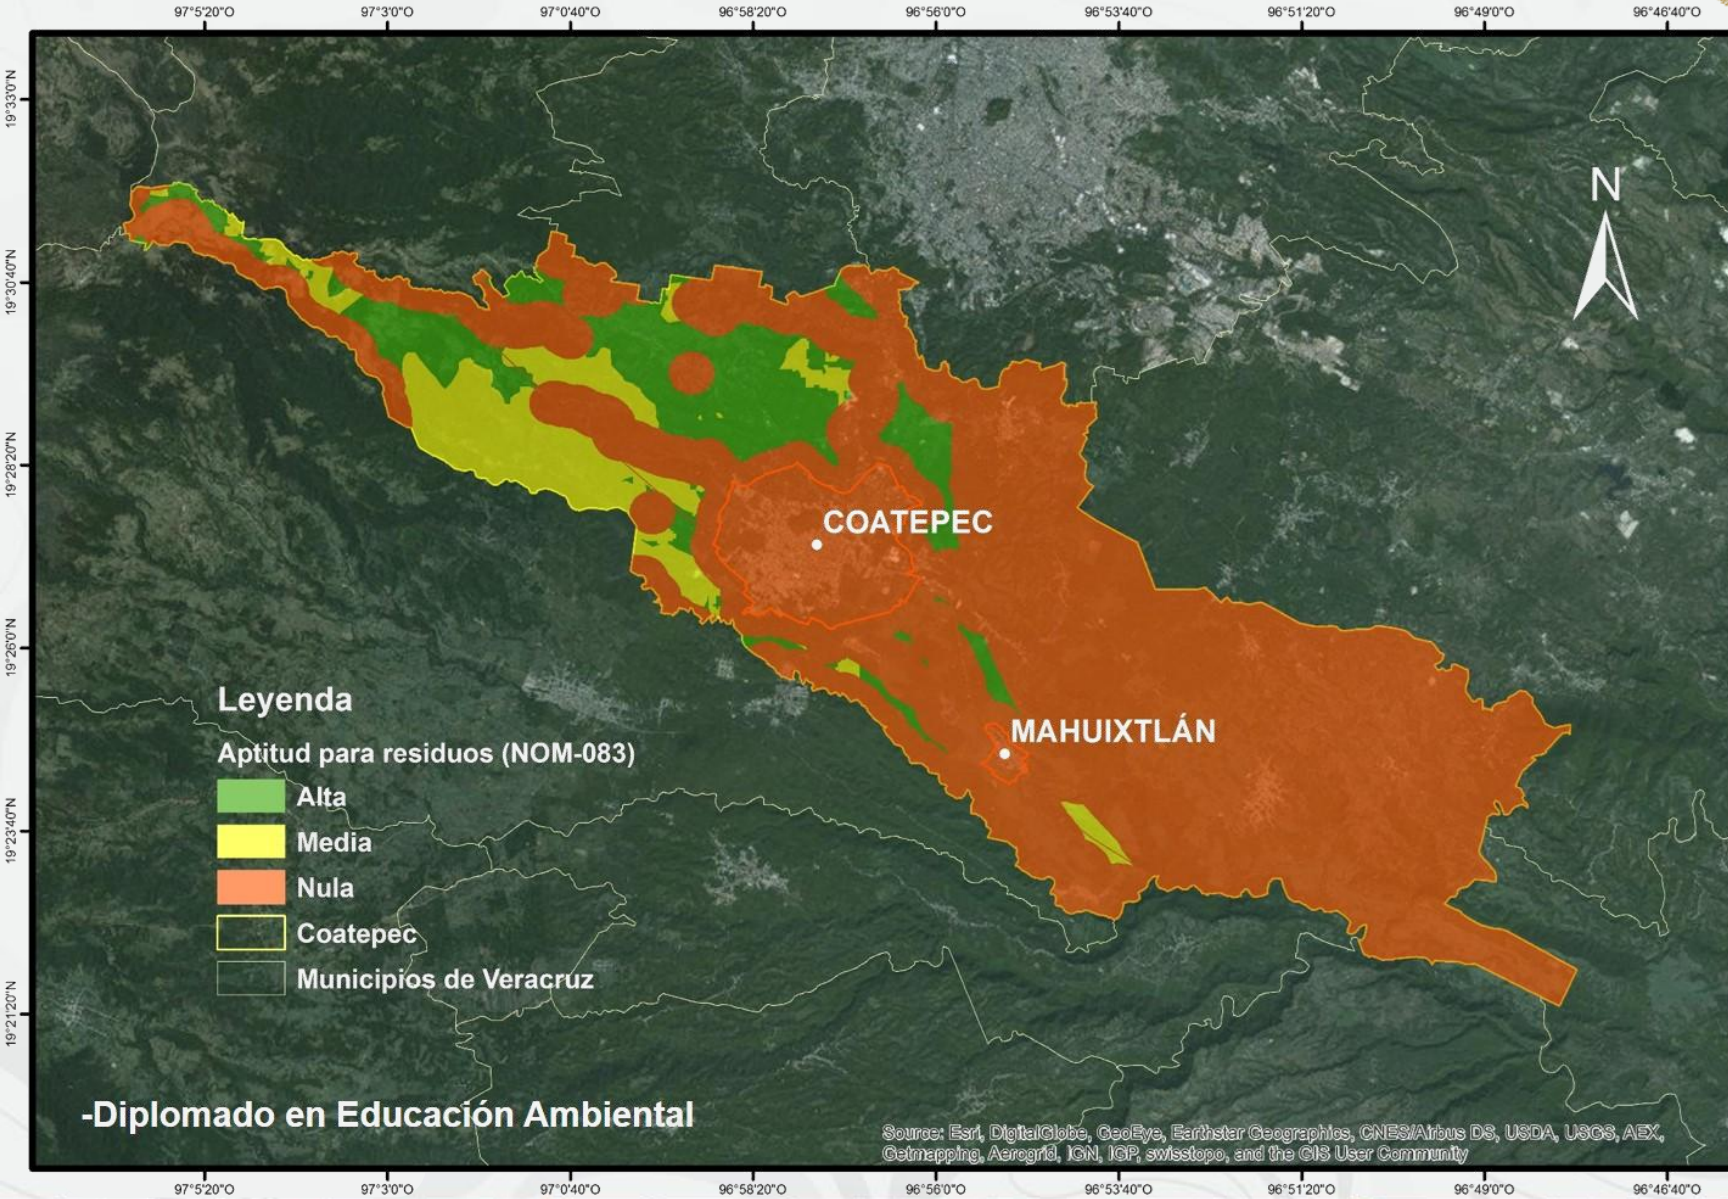 97°5'20"O 97°3'0"O 97°0'40"O 96°58'20"O 96°56'0"O 96°53'40"O 96°51'20"O 96°49'0"O 96°46'40"O
19°33'0"N
N
19°30'40"N
19°28'20"N
COATEPEC
19°26'0"N
Leyenda
MAHUIXTLÁN
Aptitud para residuos (NOM-083)
Alta
19°23'40"N
Media
Nula
Coatepec
Municipios de Veracruz
19°21'20"N
-Diplomado en Educación Ambiental
Source: Esri, DigitalGlobe, GeoEye, Earthstar Geographics, CNES/Airbus DS, USDA, USGS, AEX,
Getmapping, Aerogrid, IGN, IGP, swisstopo, and the GIS User Community
97°5'20"O 97°3'0"O 97°0'40"O 96°58'20"O 96°56'0"O 96°53'40"O 96°51'20"O 96°49'0"O 96°46'40"O